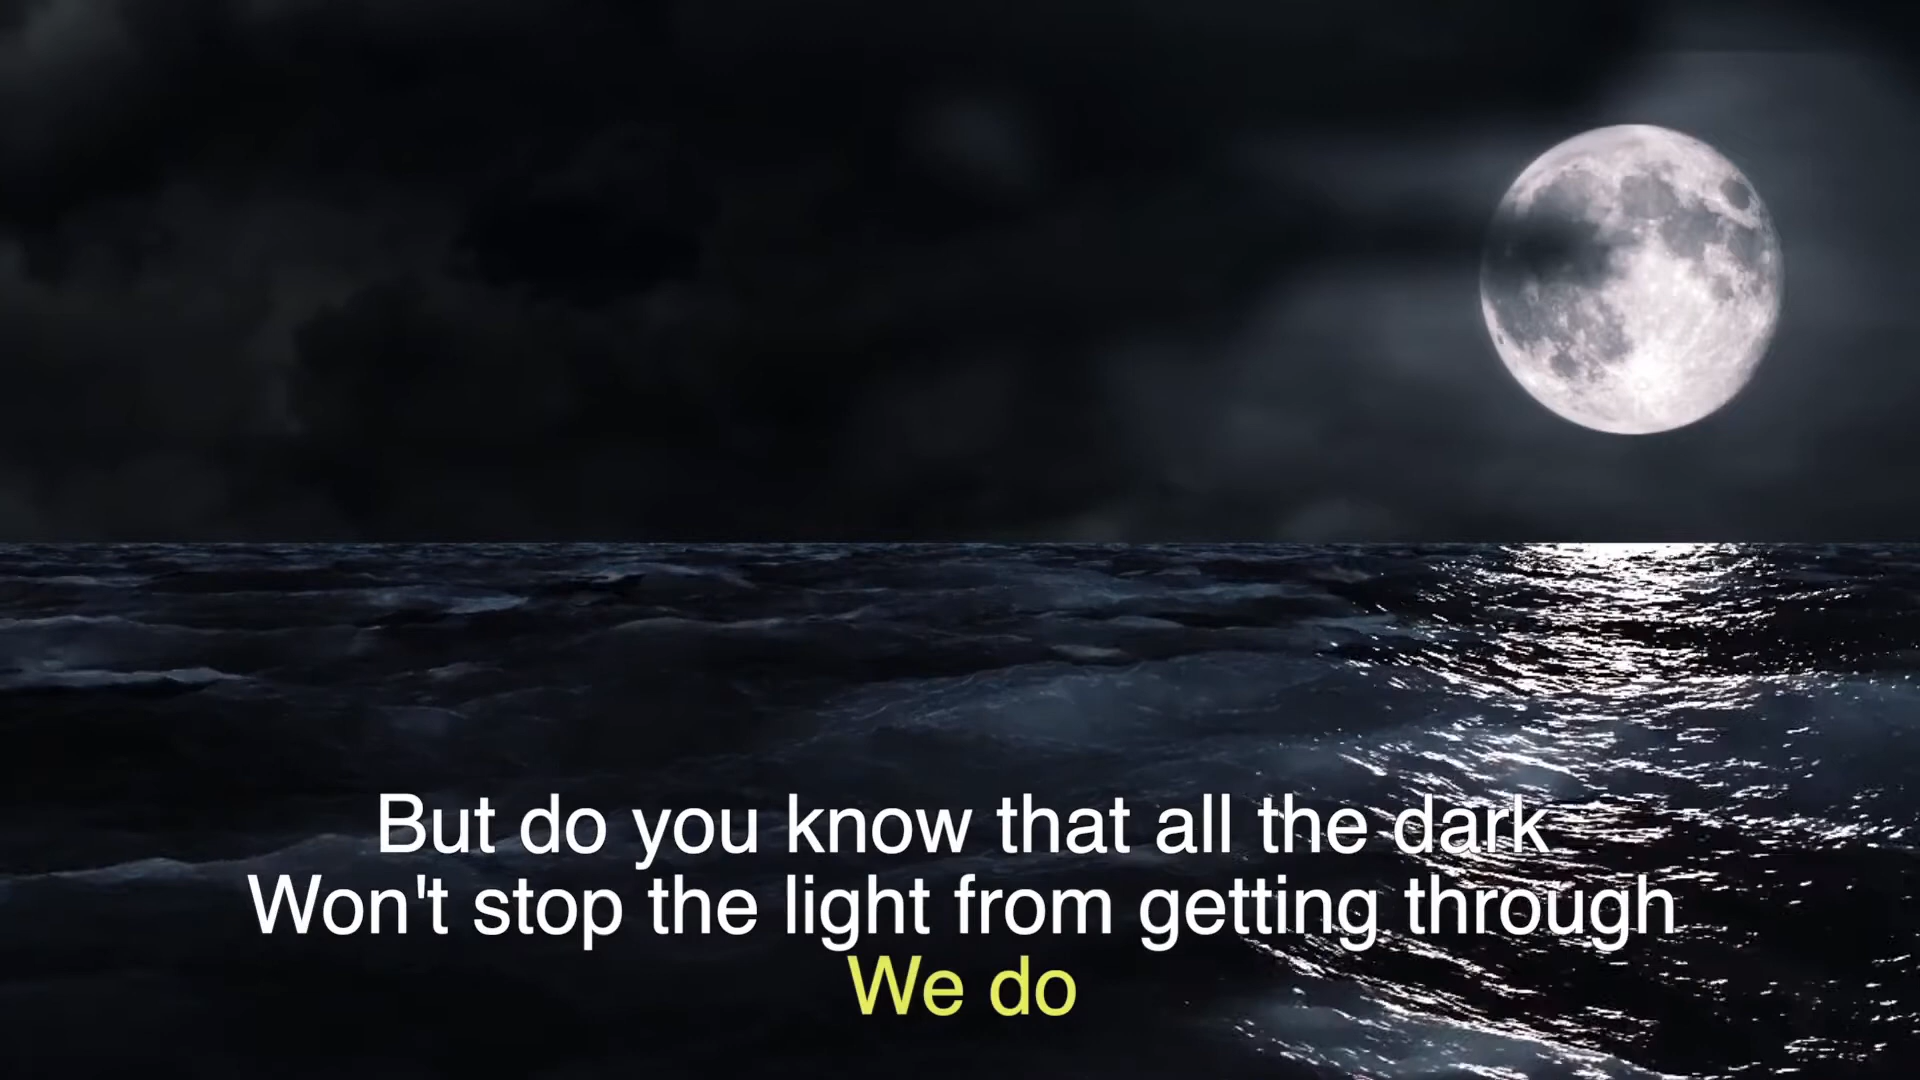 But do you know that all the dark
Won't stop the light from getting through
We do